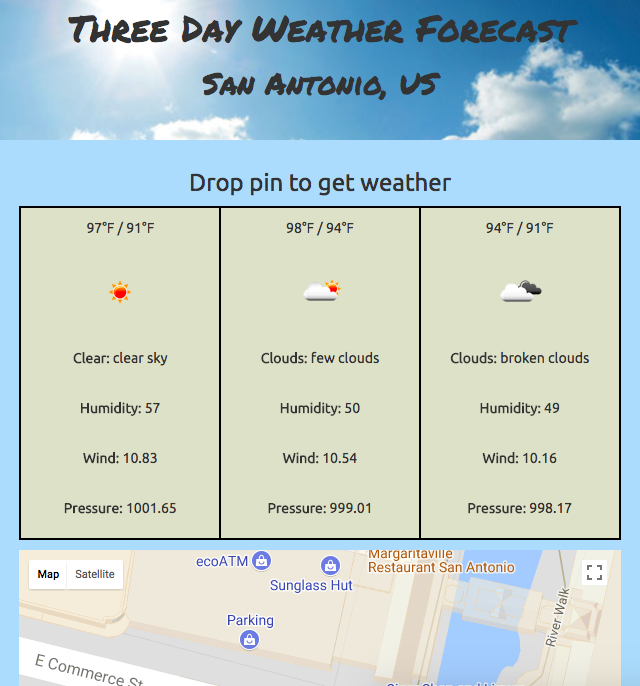 Three Day Weather Forecast
San Antonio, US
Drop pin to get weather
97°F / 91°F
Clear: clear sky
Humidity: 57
Wind: 10.83
Pressure: 1001.65
98°F / 94°F
Clouds: few clouds
Humidity: 50
Wind: 10.54
Pressure: 999.01
94°F / 91°F
Clouds: broken clouds
Humidity: 49
Wind: 10.16
Pressure: 998.17
Map Satellite
ecoATM
Sunglass Hut
Margaritaville
Restaurant San Antonio
Parking
River Walk
E Commerce St